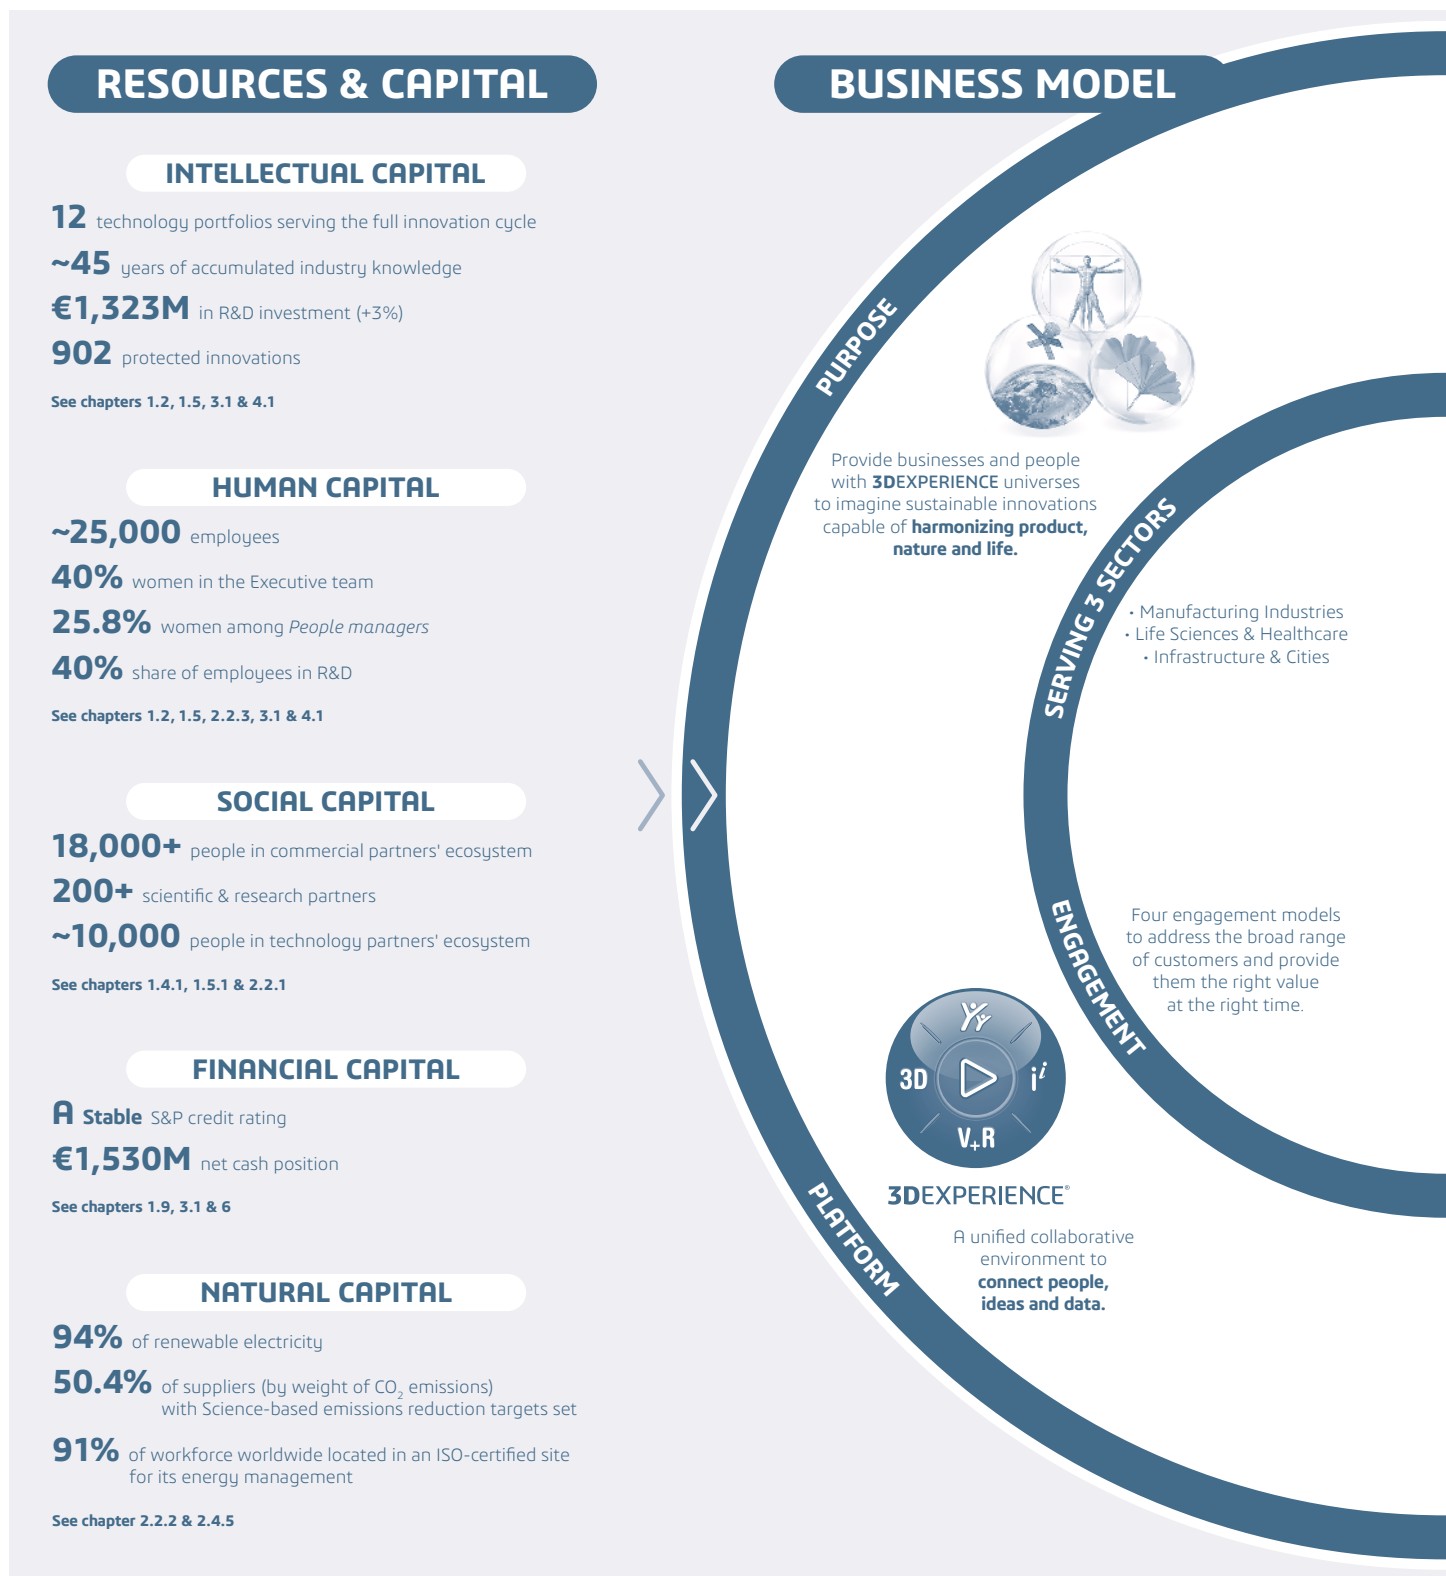 RESOURCES & CAPITAL
INTELLECTUAL CAPITAL
12 technology portfolios serving the full innovation cycle
~45 years of accumulated industry knowledge
€1,323M in R&D investment (+3%)
902 protected innovations
See chapters 1.2, 1.5, 3.1 & 4.1
HUMAN CAPITAL
~25,000 employees
40% women in the Executive team
25.8% women among People managers
40% share of employees in R&D
See chapters 1.2, 1.5, 2.2.3, 3.1 & 4.1
SOCIAL CAPITAL
18,000+ people in commercial partners' ecosystem
200+ scientific & research partners
~10,000 people in technology partners' ecosystem
See chapters 1.4.1, 1.5.1 & 2.2.1
FINANCIAL CAPITAL
A Stable S&P credit rating
€1,530M net cash position
See chapters 1.9, 3.1 & 6
NATURAL CAPITAL
94% of renewable electricity
50.4% of suppliers (by weight of CO₂ emissions)
with Science-based emissions reduction targets set
91% of workforce worldwide located in an ISO-certified site
for its energy management
See chapter 2.2.2 & 2.4.5
BUSINESS MODEL
PURPOSE
Provide businesses and people
with 3DEXPERIENCE universes
to imagine sustainable innovations
capable of harmonizing product,
nature and life.
SERVING 3 SECTORS
• Manufacturing Industries
• Life Sciences & Healthcare
• Infrastructure & Cities
ENGAGEMENT
Four engagement models
to address the broad range
of customers and provide
them the right value
at the right time.
PLATFORM
3D
i i
V+R
3DEXPERIENCE®
A unified collaborative
environment to
connect people,
ideas and data.